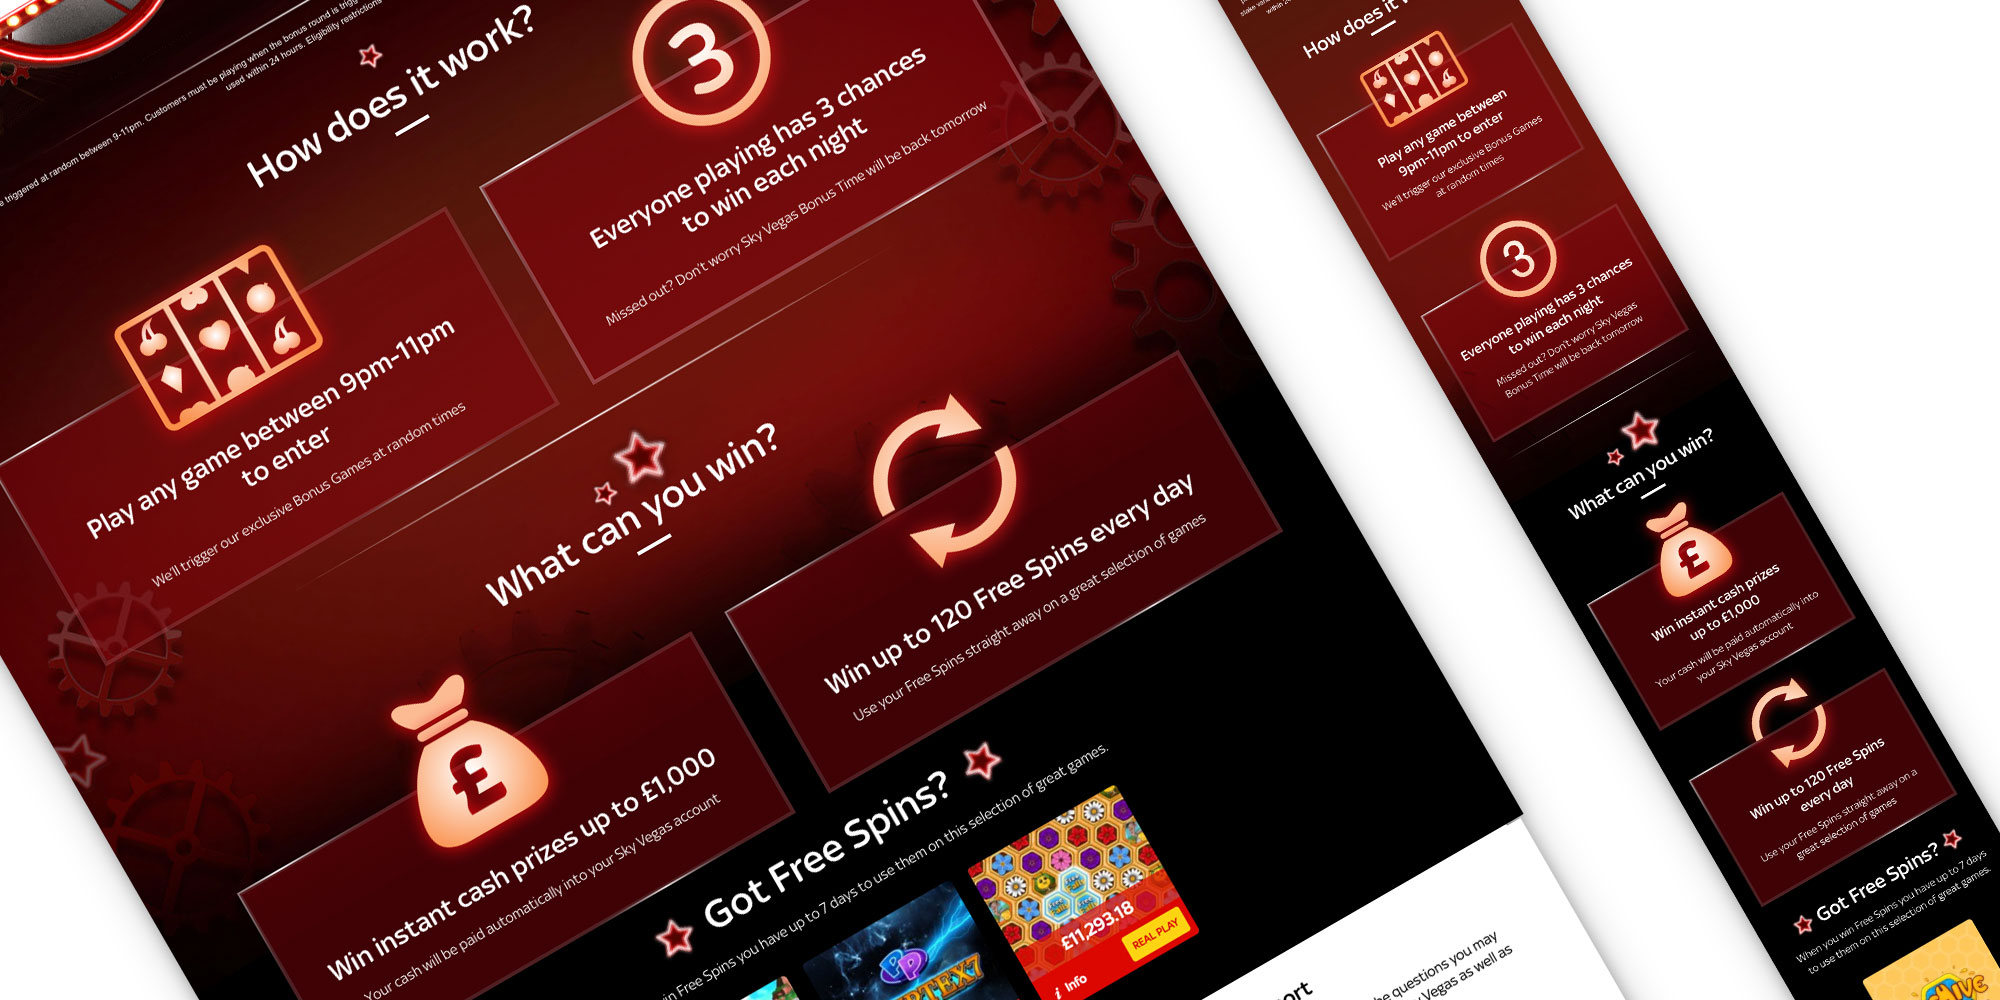 e triggered at random between 9-11pm. Customers must be playing when the bonus round is trigg
used within 24 hours. Eligibility restrictions
How does it work?
Play any game between 9pm-11pm
to enter
We'll trigger our exclusive Bonus Games at random times
3
Everyone playing has 3 chances
to win each night
Missed out? Don't worry Sky Vegas Bonus Time will be back tomorrow
What can you win?
£
Win instant cash prizes up to £1,000
Your cash will be paid automatically into your Sky Vegas account
Win up to 120 Free Spins every day
Use your Free Spins straight away on a great selection of games
Got Free Spins?
in Free Spins you have up to 7 days to use them on this selection of great games.
PP
RTEX7
£11,293.18
REAL PLAY
i Info
ort
he questions you may
y Vegas as well as
How does it w
Play any game between
9pm-11pm to enter
We'll trigger our exclusive Bonus Games
at random times
3
Everyone playing has 3 chances
to win each night
Missed out? Don't worry Sky Vegas
Bonus Time will be back tomorrow
What can you win?
£
Win instant cash prizes
up to £1,000
Your cash will be paid automatically into
your Sky Vegas account
Win up to 120 Free Spins
every day
Use your Free Spins straight away on a
great selection of games
Got Free Spins?
When you win Free Spins you have up to 7 days
to use them on this selection of great games.